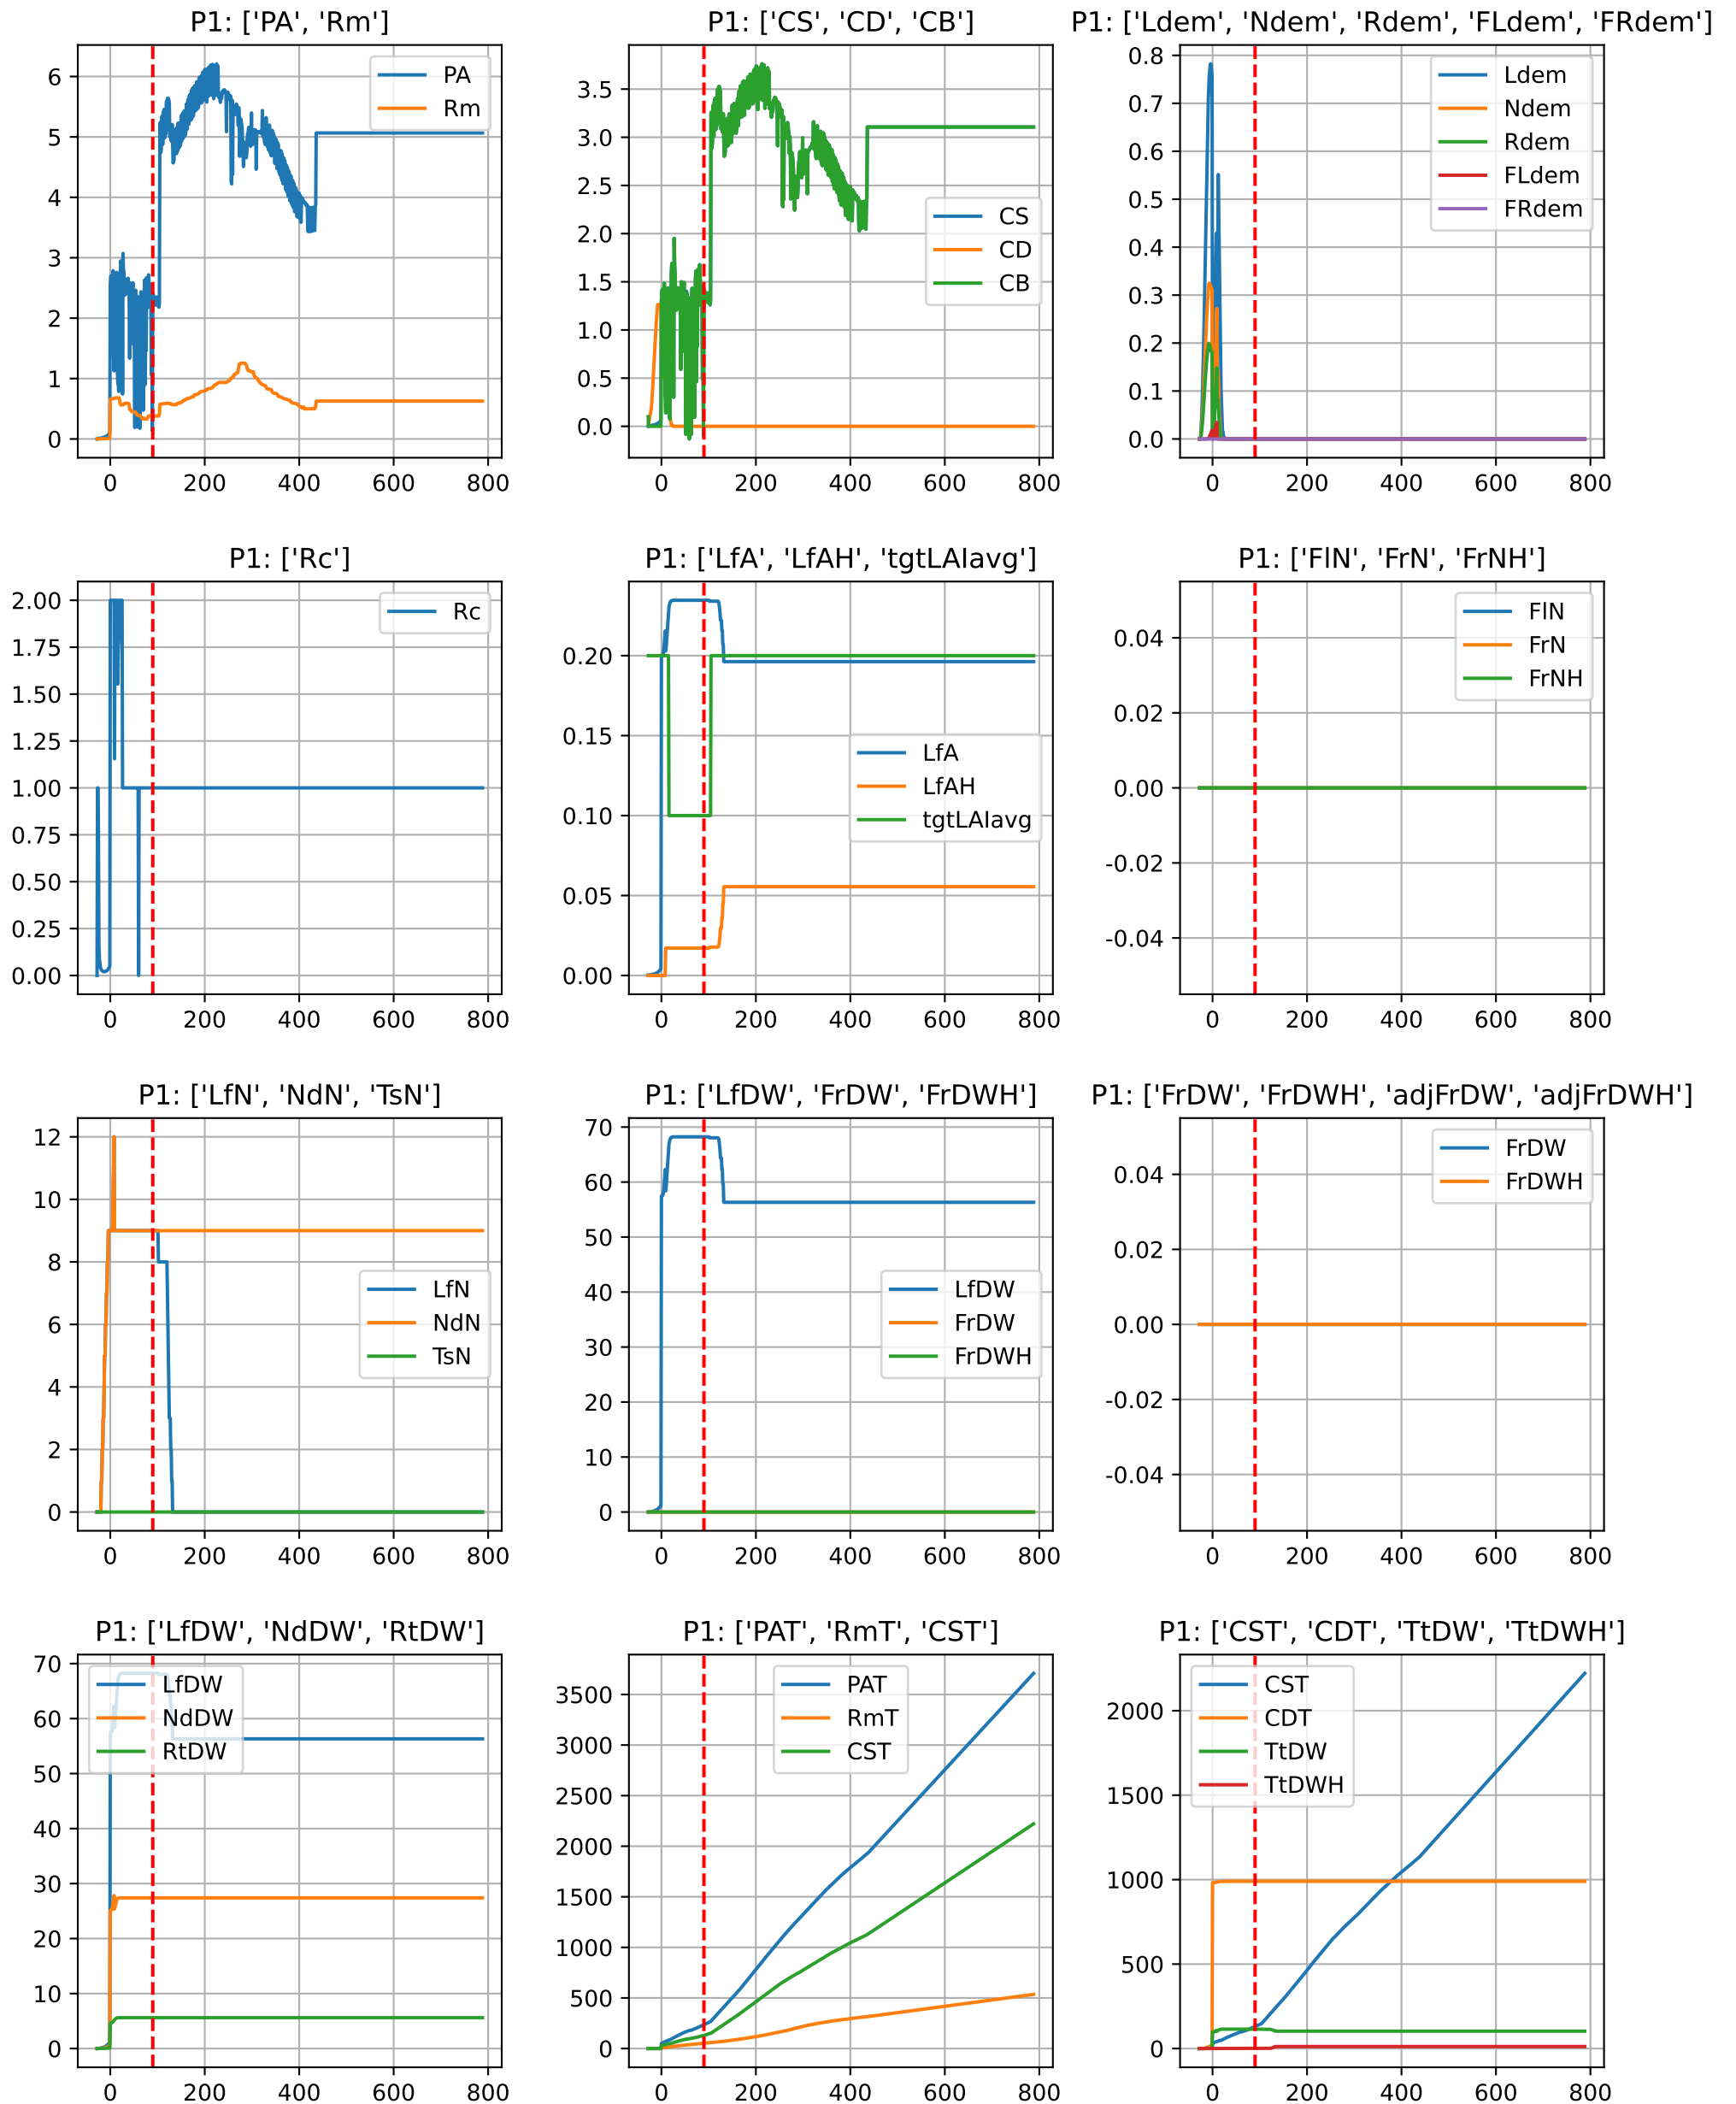 P1: ['PA', 'Rm']
6
5
4
3
2
1
0
0 200 400 600 800
PA
Rm
P1: ['CS', 'CD', 'CB']
3.5
3.0
2.5
2.0
1.5
1.0
0.5
0.0
0 200 400 600 800
CS
CD
CB
P1: ['Ldem', 'Ndem', 'Rdem', 'FLdem', 'FRdem']
0.8
0.7
0.6
0.5
0.4
0.3
0.2
0.1
0.0
0 200 400 600 800
Ldem
Ndem
Rdem
FLdem
FRdem
P1: ['Rc']
2.00
1.75
1.50
1.25
1.00
0.75
0.50
0.25
0.00
0 200 400 600 800
Rc
P1: ['LfA', 'LfAH', 'tgtLAIavg']
0.20
0.15
0.10
0.05
0.00
0 200 400 600 800
LfA
LfAH
tgtLAIavg
P1: ['FlN', 'FrN', 'FrNH']
0.04
0.02
0.00
-0.02
-0.04
0 200 400 600 800
FlN
FrN
FrNH
P1: ['LfN', 'NdN', 'TsN']
12
10
8
6
4
2
0
0 200 400 600 800
LfN
NdN
TsN
P1: ['LfDW', 'FrDW', 'FrDWH']
70
60
50
40
30
20
10
0
0 200 400 600 800
LfDW
FrDW
FrDWH
P1: ['FrDW', 'FrDWH', 'adjFrDW', 'adjFrDWH']
0.04
0.02
0.00
-0.02
-0.04
0 200 400 600 800
FrDW
FrDWH
P1: ['LfDW', 'NdDW', 'RtDW']
70
60
50
40
30
20
10
0
0 200 400 600 800
LfDW
NdDW
RtDW
P1: ['PAT', 'RmT', 'CST']
3500
3000
2500
2000
1500
1000
500
0
0 200 400 600 800
PAT
RmT
CST
P1: ['CST', 'CDT', 'TtDW', 'TtDWH']
2000
1500
1000
500
0
0 200 400 600 800
CST
CDT
TtDW
TtDWH